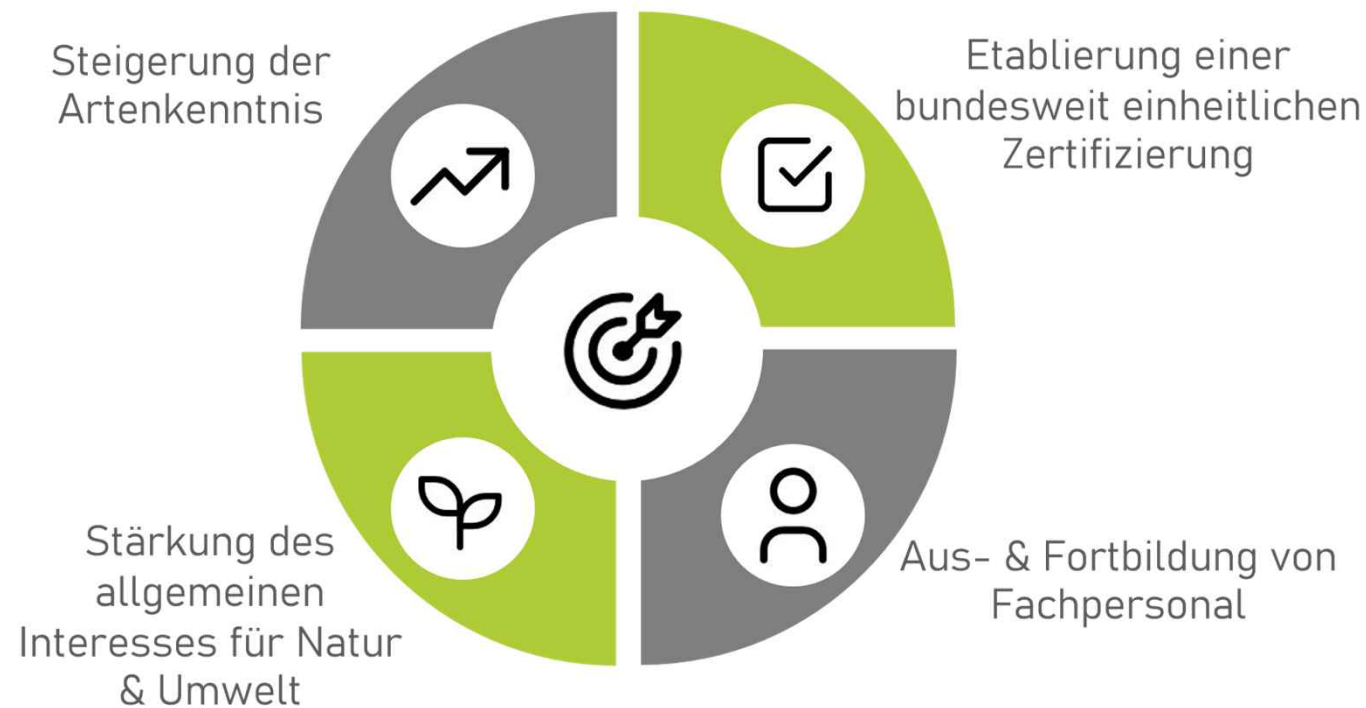 Steigerung der
Artenkenntnis
Etablierung einer
bundesweit einheitlichen
Zertifizierung
Stärkung des
allgemeinen
Interesses für Natur
& Umwelt
Aus- & Fortbildung von
Fachpersonal